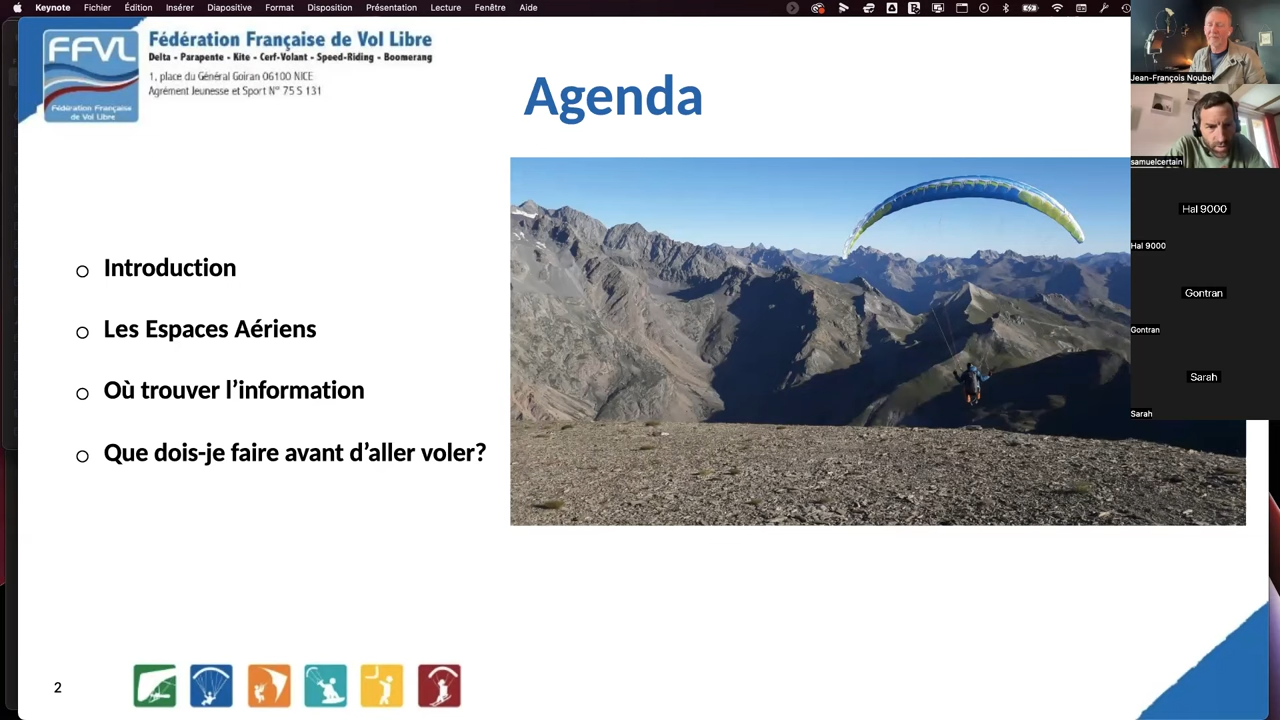 Keynote Fichier Édition Insérer Diapositive Format Disposition Présentation Lecture Fenêtre Aide
FFVL
Fédération Française
de Vol Libre
Fédération Française de Vol Libre
Delta - Parapente - Kite - Cerf-Volant - Speed-Riding - Boomerang
1, place du Général Goiran 06100 NICE
Agrément Jeunesse et Sport N° 75 S 131
Agenda
Introduction
Les Espaces Aériens
Où trouver l’information
Que dois-je faire avant d’aller voler?
2
Jean-François Noubel
samuelcertain
Hal 9000
Hal 9000
Gontran
Gontran
Sarah
Sarah